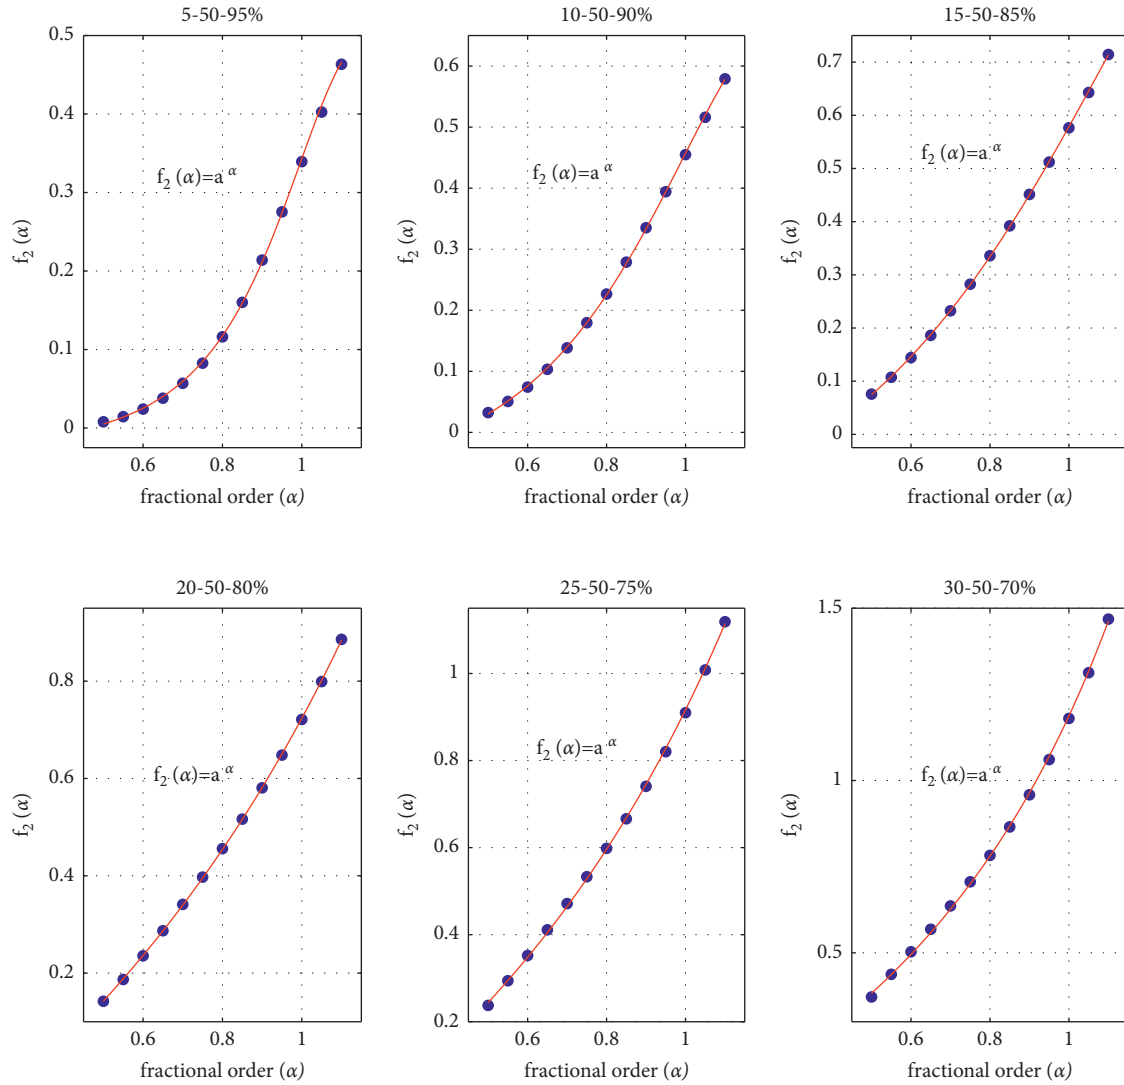 5-50-95%
0.5
0.4
0.3
0.2
0.1
0
f2 (α)
f2 (α)=a^α
0.6 0.8 1
fractional order (α)
10-50-90%
0.6
0.5
0.4
0.3
0.2
0.1
0
f2 (α)
f2 (α)=a^α
0.6 0.8 1
fractional order (α)
15-50-85%
0.7
0.6
0.5
0.4
0.3
0.2
0.1
0
f2 (α)
f2 (α)=a^α
0.6 0.8 1
fractional order (α)
20-50-80%
0.8
0.6
0.4
0.2
f2 (α)
f2 (α)=a^α
0.6 0.8 1
fractional order (α)
25-50-75%
1
0.8
0.6
0.4
0.2
f2 (α)
f2 (α)=a^α
0.6 0.8 1
fractional order (α)
30-50-70%
1.5
1
0.5
f2 (α)
f2 (α)=a^α
0.6 0.8 1
fractional order (α)